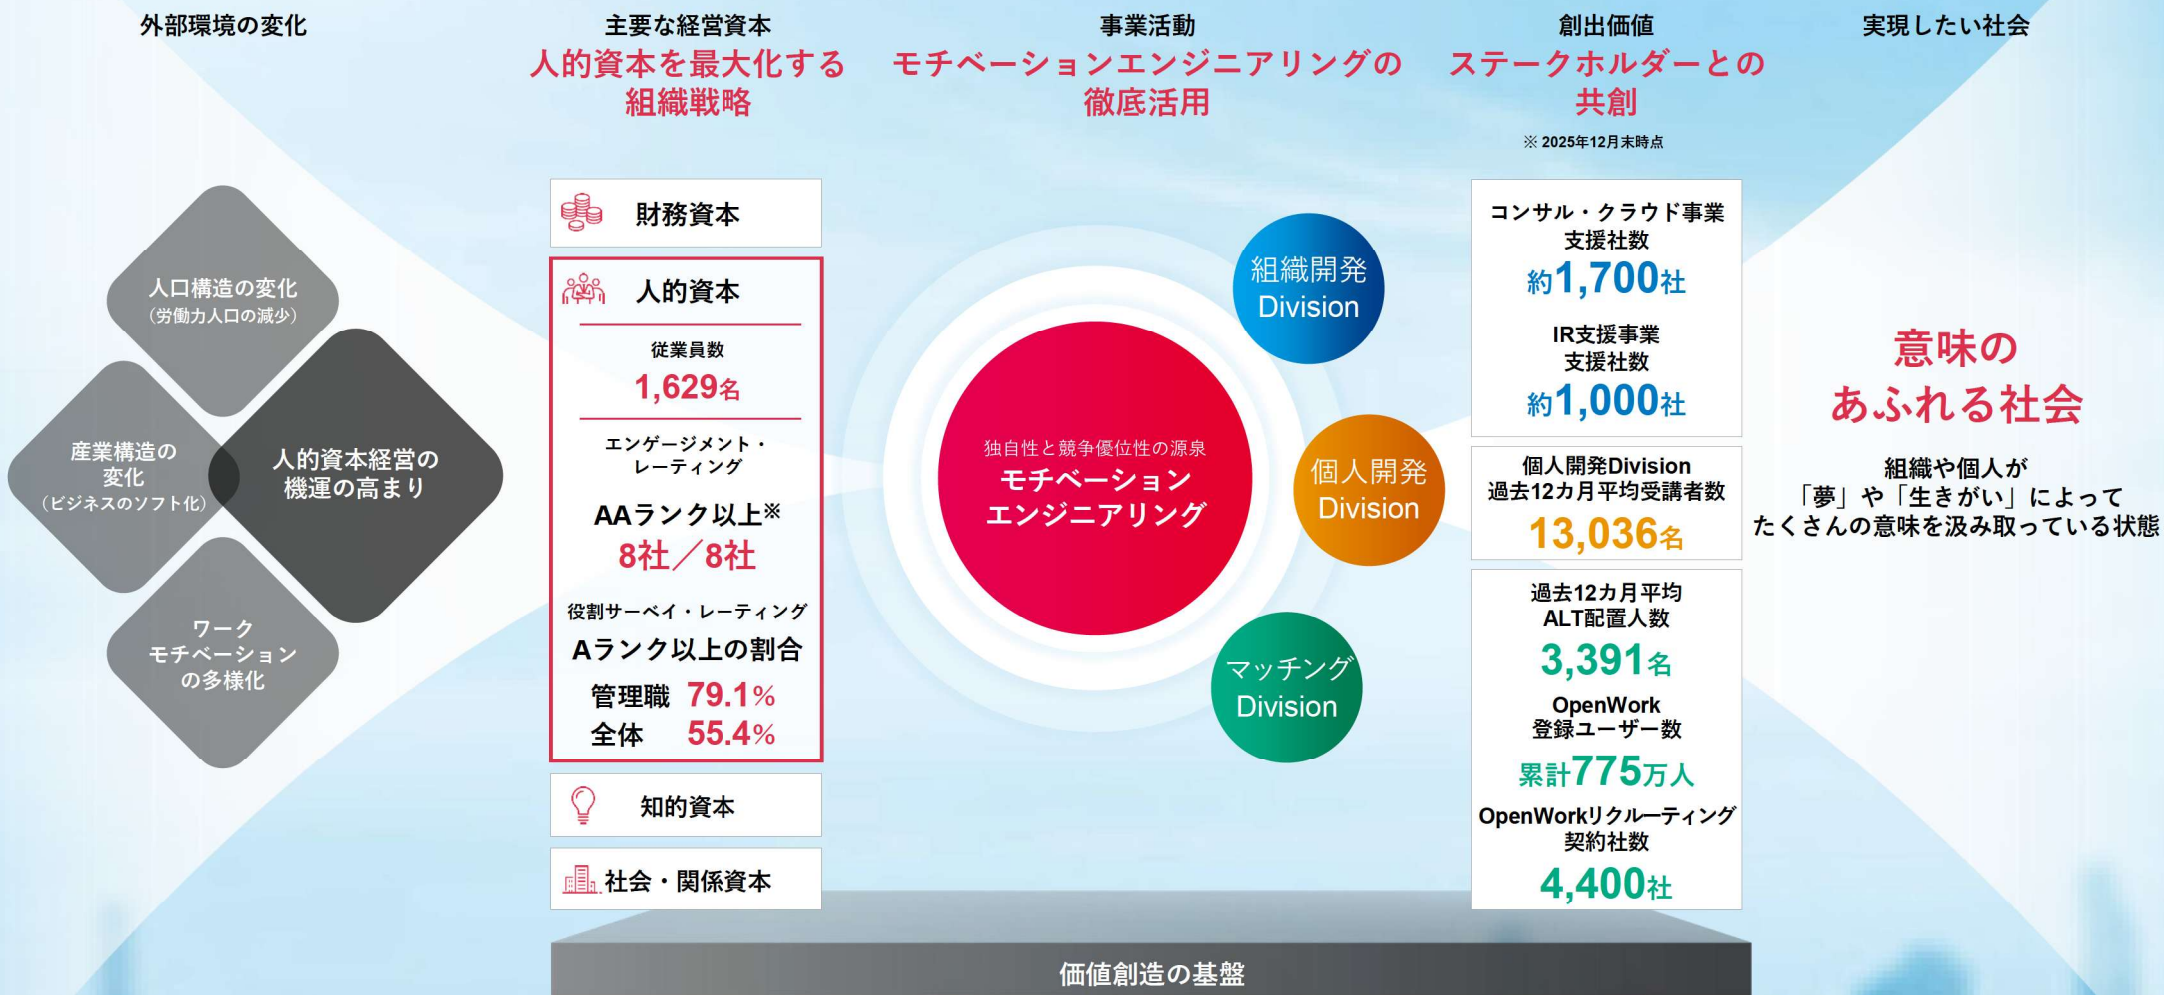 外部環境の変化
人口構造の変化
（労働力人口の減少）
産業構造の
変化
（ビジネスのソフト化）
人的資本経営の
機運の高まり
ワーク
モチベーション
の多様化
主要な経営資本
人的資本を最大化する
組織戦略
財務資本
人的資本
従業員数
1,629名
エンゲージメント・
レーティング
AAランク以上※
8社／8社
役割サーベイ・レーティング
Aランク以上の割合
管理職 79.1%
全体 55.4%
知的資本
社会・関係資本
事業活動
モチベーションエンジニアリングの
徹底活用
独自性と競争優位性の源泉
モチベーション
エンジニアリング
組織開発
Division
個人開発
Division
マッチング
Division
創出価値
ステークホルダーとの
共創
※ 2025年12月末時点
コンサル・クラウド事業
支援社数
約1,700社
IR支援事業
支援社数
約1,000社
個人開発Division
過去12カ月平均受講者数
13,036名
過去12カ月平均
ALT配置人数
3,391名
OpenWork
登録ユーザー数
累計775万人
OpenWorkリクルーティング
契約社数
4,400社
実現したい社会
意味の
あふれる社会
組織や個人が
「夢」や「生きがい」によって
たくさんの意味を汲み取っている状態
価値創造の基盤